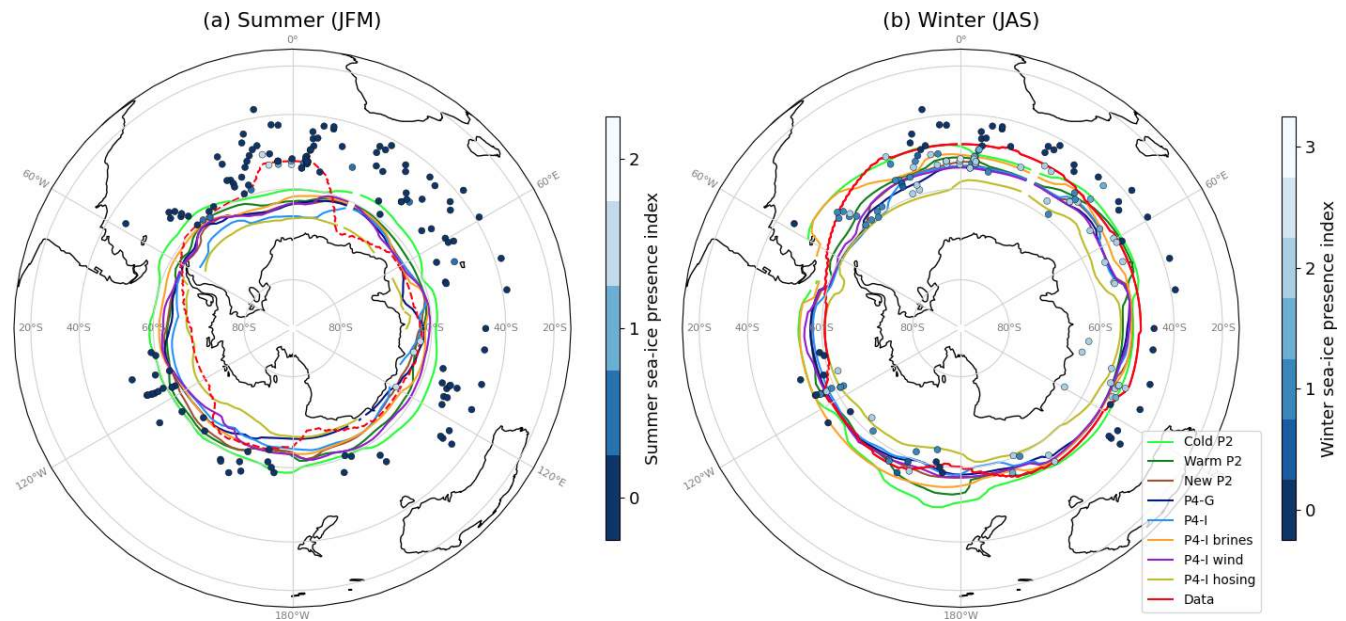 (a) Summer (JFM)
(b) Winter (JAS)
0°
0°
60°W
60°E
60°W
60°E
2
3
2
1
1
0
0
Summer sea-ice presence index
Winter sea-ice presence index
20°S 40°S 60°S 80°S 80°S 60°S 40°S 20°S
20°S 40°S 60°S 80°S 80°S 60°S 40°S 20°S
120°W
120°E
120°W
180°W
180°W
Cold P2
Warm P2
New P2
P4-G
P4-I
P4-I brines
P4-I wind
P4-I hosing
Data